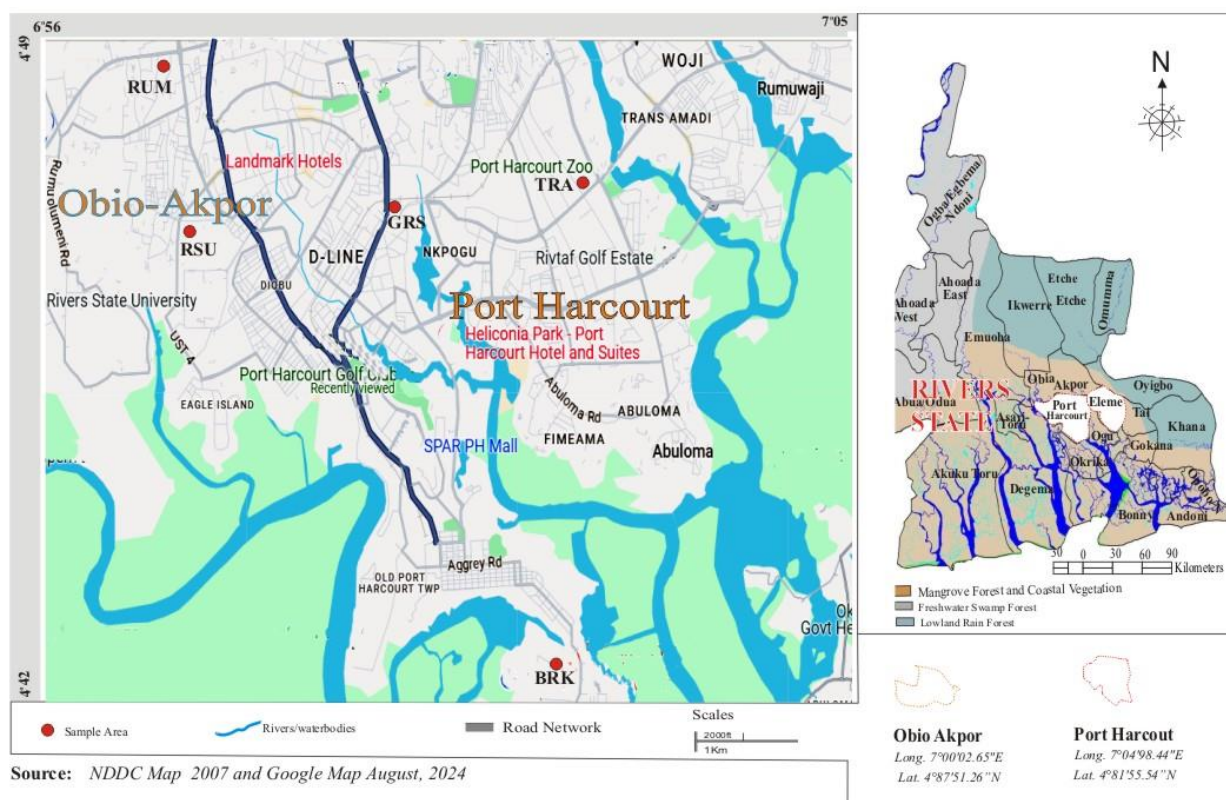 6°56
7°05
4°49
4°42
RUM
WOJI
Rumuwaji
TRANS AMADI
Landmark Hotels
Port Harcourt Zoo
TRA
Rumuolumeni Rd
Obio-Akpor
GRS
RSU
D-LINE
NKPOGU
Rivtaf Golf Estate
DIOBU
Rivers State University
Port Harcourt
Heliconia Park - Port
Harcourt Hotel and Suites
UST 4
Port Harcourt Golf Club
Recently viewed
EAGLE ISLAND
Abuloma Rd
ABULOMA
FIMEAMA
Abuloma
SPAR PH Mall
Aggrey Rd
OLD PORT
HARCOURT TWP
Ok
Govt He
BRK
N
Ogba/Egbema
Ndoni
Ahoada
East
Ahoada
West
Etche
Ikwerre
Etche
Omumma
Emuoha
Obia
Akpor
Oyigbo
RIVERS
STATE
Abua/Odua
Port
Harcourt
Eleme
Tai
Asari-
Toru
Khana
Ogu
Gokana
Okrika
Akuku Toru
Degema
Opobo
Bonny
Andoni
30 0 30 60 90
Kilometers
Mangrove Forest and Coastal Vegetation
Freshwater Swamp Forest
Lowland Rain Forest
Sample Area
Rivers/waterbodies
Road Network
Scales
2000ft
1Km
Obio Akpor
Long. 7°00'02.65"E
Lat. 4°87'51.26"N
Port Harcout
Long. 7°04'98.44"E
Lat. 4°81'55.54"N
Source: NDDC Map 2007 and Google Map August, 2024